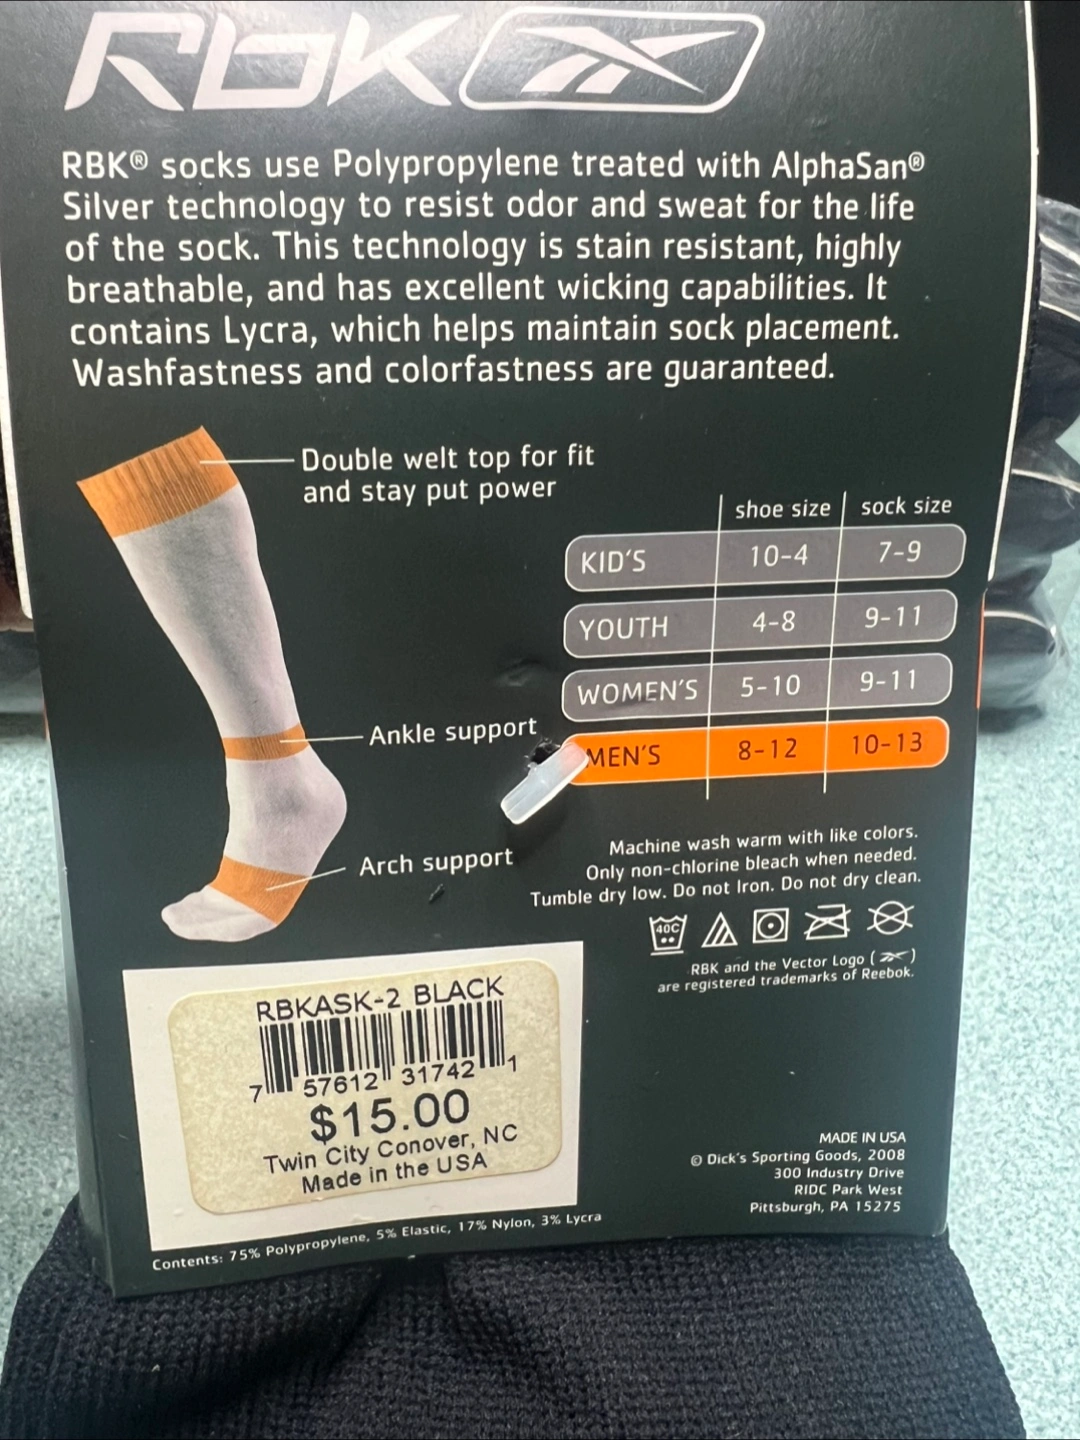 RBK
RBK® socks use Polypropylene treated with AlphaSan®
Silver technology to resist odor and sweat for the life
of the sock. This technology is stain resistant, highly
breathable, and has excellent wicking capabilities. It
contains Lycra, which helps maintain sock placement.
Washfastness and colorfastness are guaranteed.
Double welt top for fit
and stay put power
shoe size sock size
KID'S 10-4 7-9
YOUTH 4-8 9-11
WOMEN'S 5-10 9-11
MEN'S 8-12 10-13
Ankle support
Arch support
Machine wash warm with like colors.
Only non-chlorine bleach when needed.
Tumble dry low. Do not Iron. Do not dry clean.
40C
RBK and the Vector Logo ( )
are registered trademarks of Reebok.
RBKASK-2 BLACK
7 57612 31742 1
$15.00
Twin City Conover, NC
Made in the USA
Contents: 75% Polypropylene, 5% Elastic, 17% Nylon, 3% Lycra
MADE IN USA
© Dick's Sporting Goods, 2008
300 Industry Drive
RIDC Park West
Pittsburgh, PA 15275